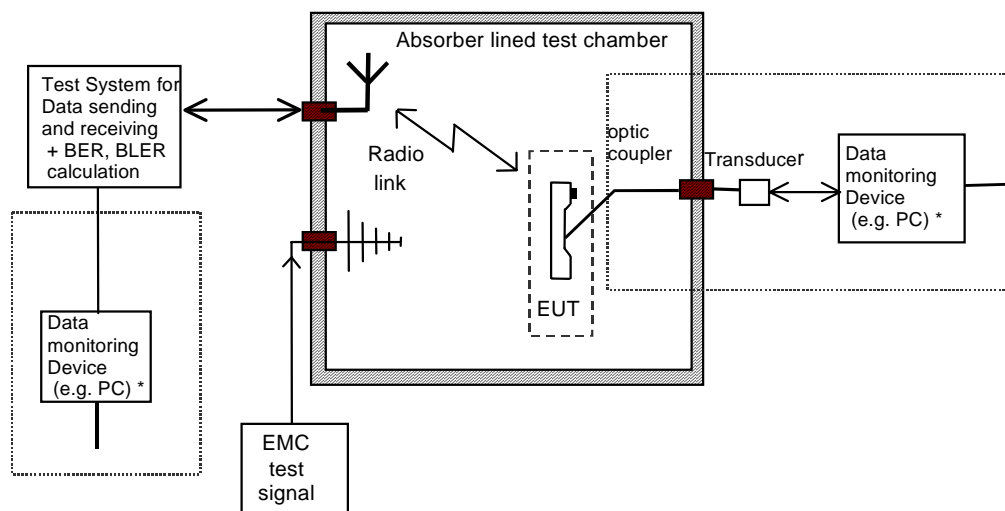 Absorber lined test chamber
Test System for
Data sending
and receiving
+ BER, BLER
calculation
Radio
link
optic
coupler
Transducer
Data
monitoring
Device
(e.g. PC) *
EUT
Data
monitoring
Device
(e.g. PC) *
EMC
test
signal